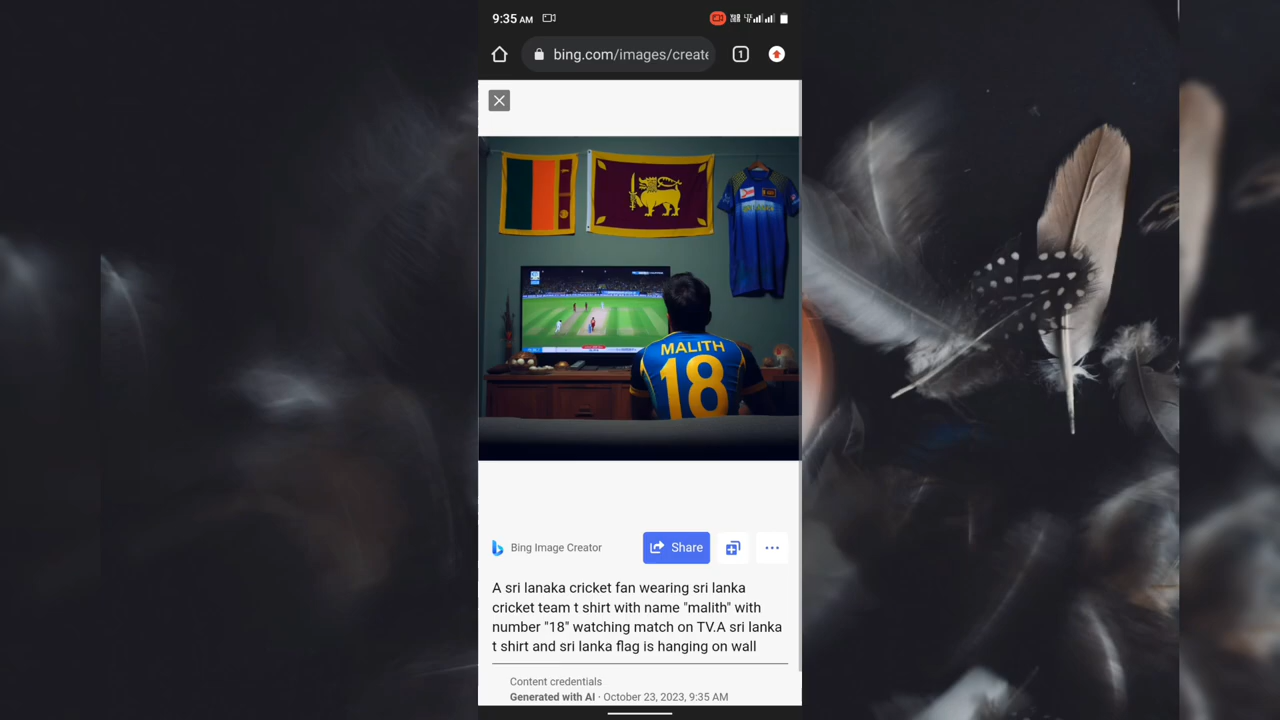 9:35 AM
bing.com/images/create
1
MALITH
18
Bing Image Creator
Share
A sri lanaka cricket fan wearing sri lanka
cricket team t shirt with name "malith" with
number "18" watching match on TV.A sri lanka
t shirt and sri lanka flag is hanging on wall
Content credentials
Generated with AI · October 23, 2023, 9:35 AM